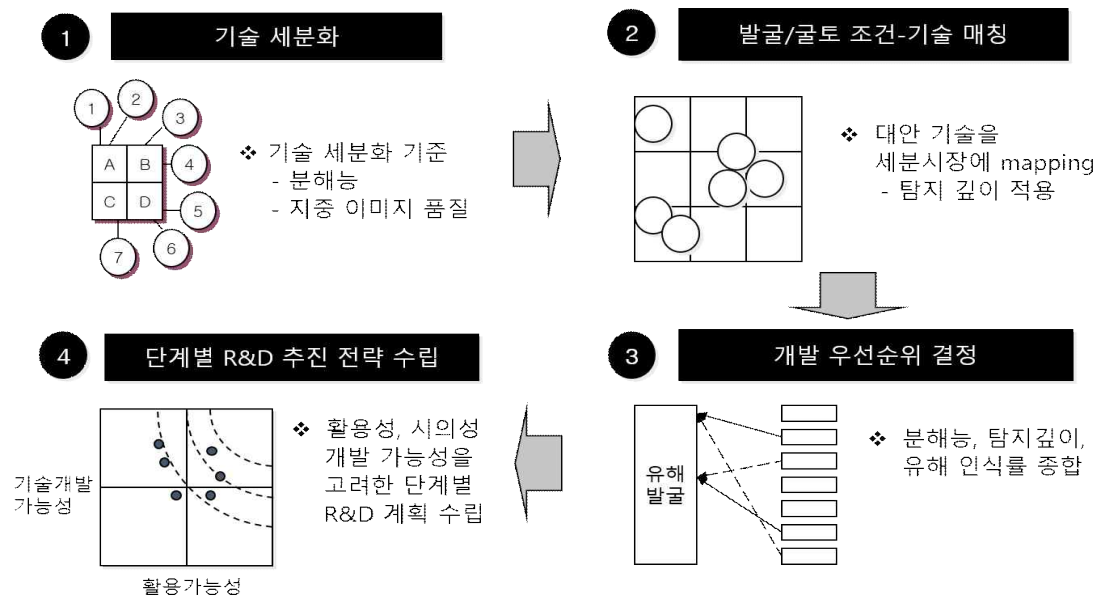 1
기술 세분화
1
2
3
4
5
6
7
A B
C D
❖ 기술 세분화 기준
- 분해능
- 지중 이미지 품질
2
발굴/굴토 조건-기술 매칭
❖ 대안 기술을
세분시장에 mapping
- 탐지 깊이 적용
3
개발 우선순위 결정
유해
발굴
❖ 분해능, 탐지깊이,
유해 인식률 종합
4
단계별 R&D 추진 전략 수립
기술개발
가능성
활용가능성
❖ 활용성, 시의성
개발 가능성을
고려한 단계별
R&D 계획 수립